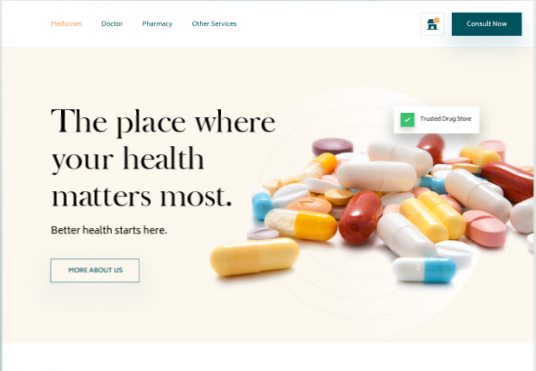 Medicines Doctor Pharmacy Other Services Consult Now
Trusted Drug Store
The place where
your health
matters most.
Better health starts here.
MORE ABOUT US